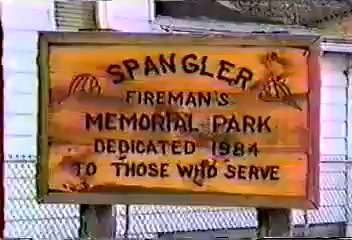 SPANGLER
FIREMAN'S
MEMORIAL PARK
DEDICATED 1984
TO THOSE WHO SERVE